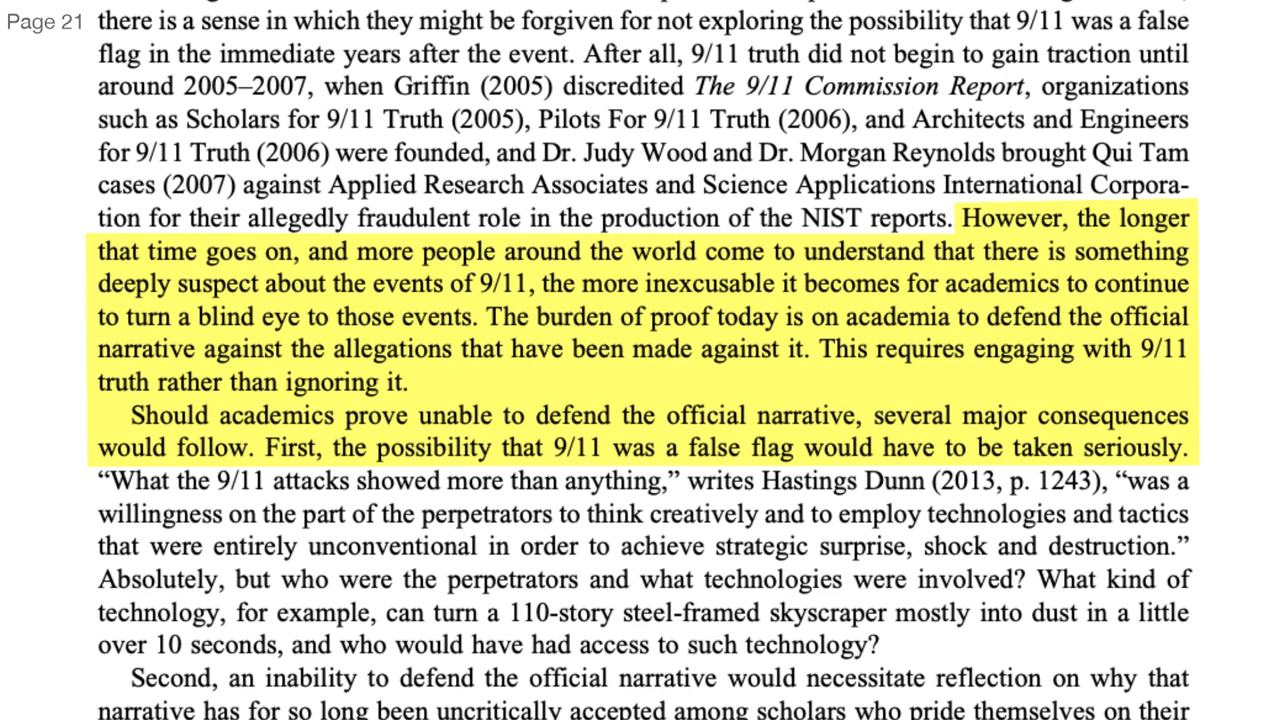 Page 21
there is a sense in which they might be forgiven for not exploring the possibility that 9/11 was a false
flag in the immediate years after the event. After all, 9/11 truth did not begin to gain traction until
around 2005–2007, when Griffin (2005) discredited The 9/11 Commission Report, organizations
such as Scholars for 9/11 Truth (2005), Pilots For 9/11 Truth (2006), and Architects and Engineers
for 9/11 Truth (2006) were founded, and Dr. Judy Wood and Dr. Morgan Reynolds brought Qui Tam
cases (2007) against Applied Research Associates and Science Applications International Corpora-
tion for their allegedly fraudulent role in the production of the NIST reports. However, the longer
that time goes on, and more people around the world come to understand that there is something
deeply suspect about the events of 9/11, the more inexcusable it becomes for academics to continue
to turn a blind eye to those events. The burden of proof today is on academia to defend the official
narrative against the allegations that have been made against it. This requires engaging with 9/11
truth rather than ignoring it.
Should academics prove unable to defend the official narrative, several major consequences
would follow. First, the possibility that 9/11 was a false flag would have to be taken seriously.
“What the 9/11 attacks showed more than anything,” writes Hastings Dunn (2013, p. 1243), “was a
willingness on the part of the perpetrators to think creatively and to employ technologies and tactics
that were entirely unconventional in order to achieve strategic surprise, shock and destruction.”
Absolutely, but who were the perpetrators and what technologies were involved? What kind of
technology, for example, can turn a 110-story steel-framed skyscraper mostly into dust in a little
over 10 seconds, and who would have had access to such technology?
Second, an inability to defend the official narrative would necessitate reflection on why that
narrative has for so long been uncritically accepted among scholars who pride themselves on their